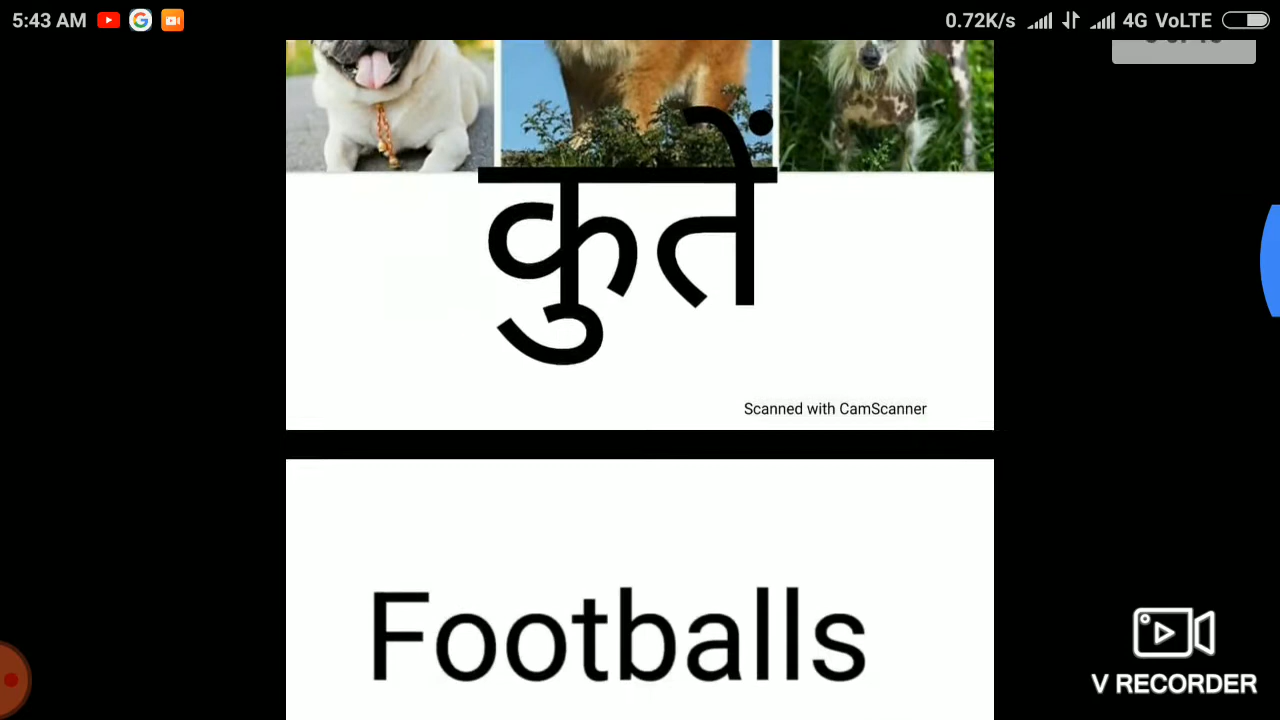 5:43 AM 0.72K/s 4G VoLTE
कुतें
Scanned with CamScanner
Footballs
V RECORDER